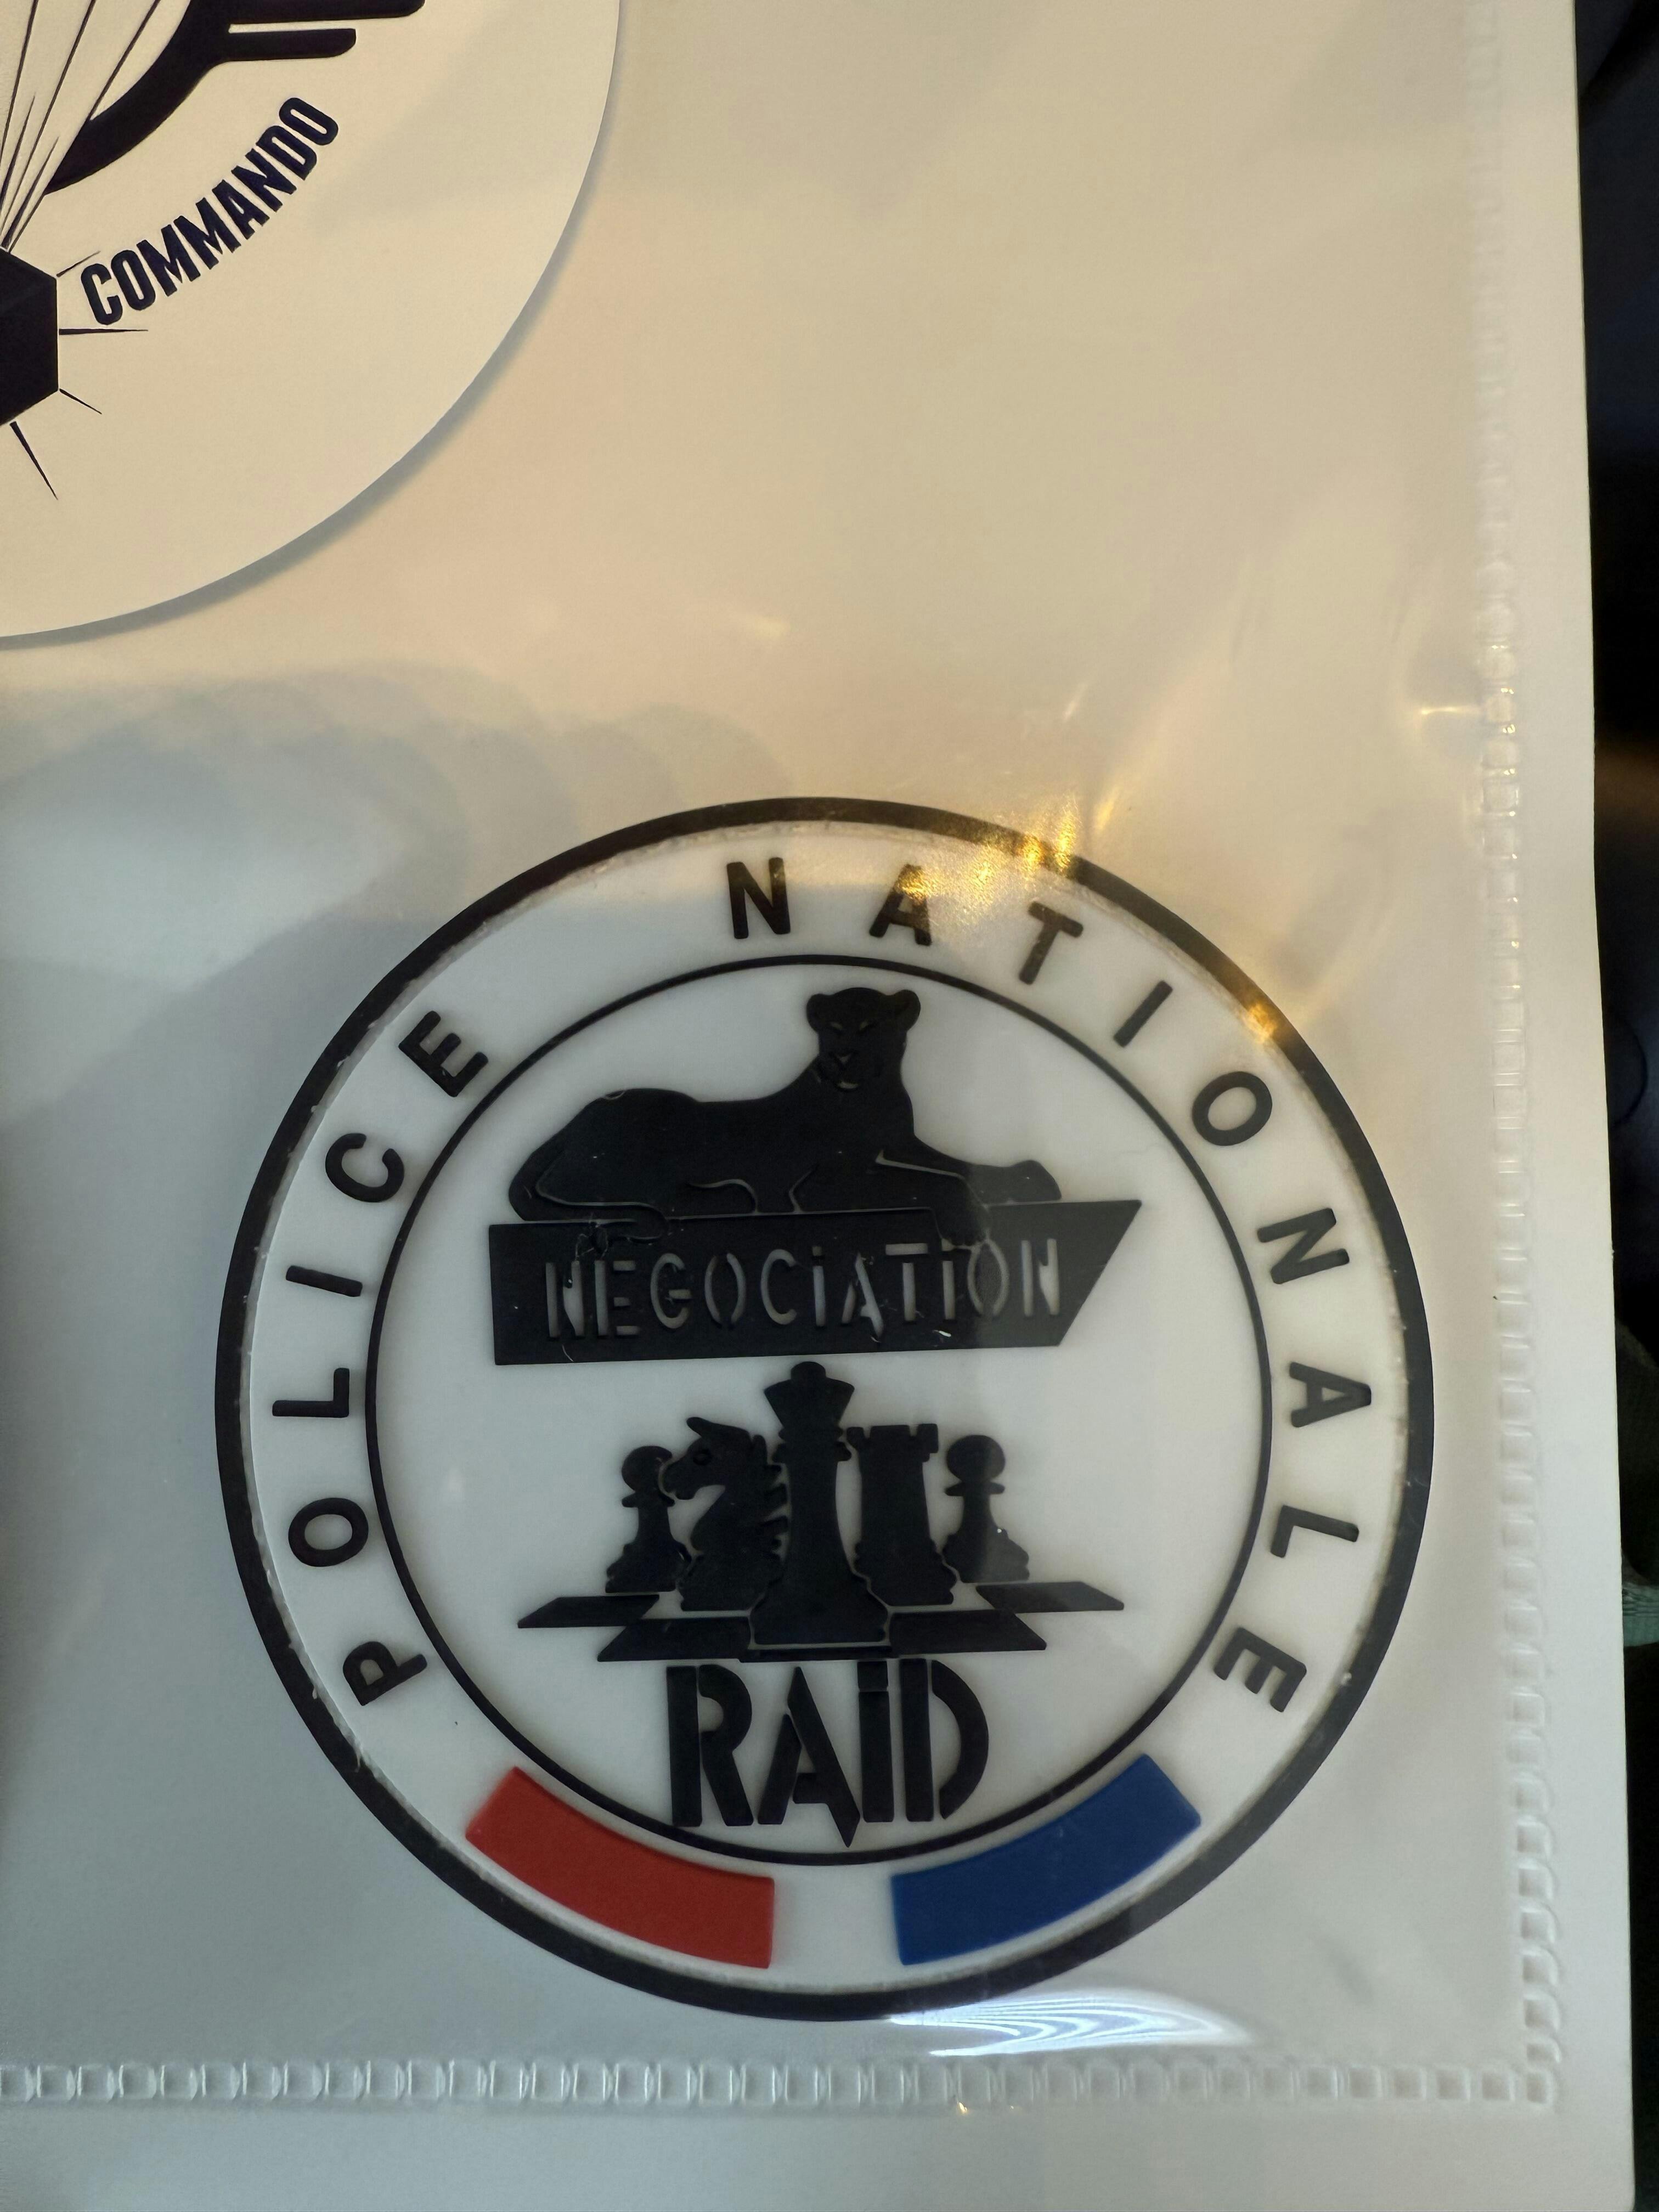 COMMANDO
POLICE NATIONALE
NEGOCiATiON
RAiD